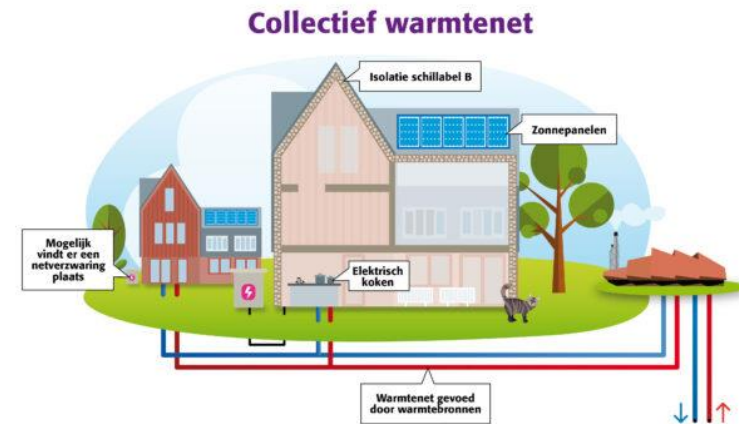 Collectief warmtenet
Isolatie schillabel B
Zonnepanelen
Mogelijk
vindt er een
netverzwaring
plaats
Elektrisch
koken
Warmtenet gevoed
door warmtebronnen